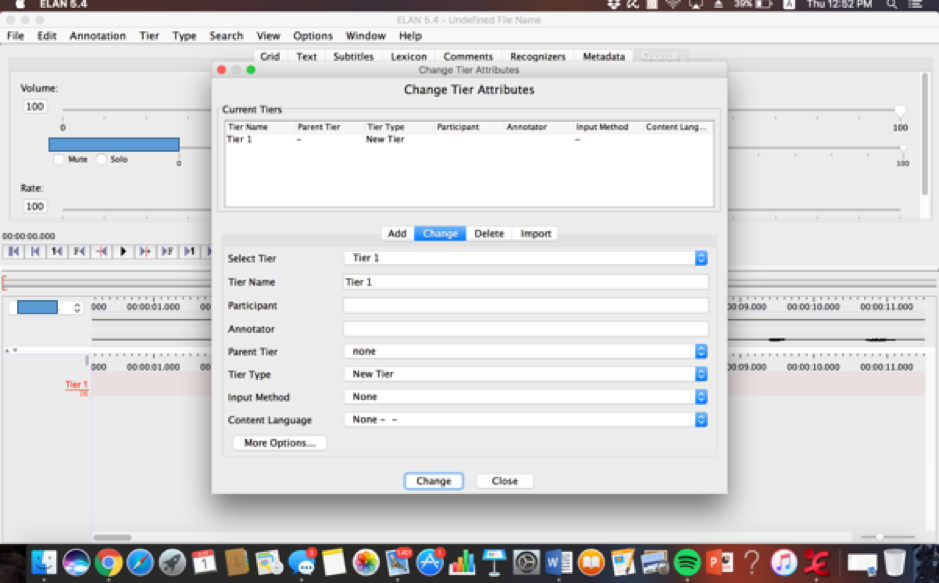 ELAN 5.4
39% Thu 12:52 PM
ELAN 5.4 - Undefined File Name
File Edit Annotation Tier Type Search View Options Window Help
Grid Text Subtitles Lexicon Comments Recognizers Metadata Controls
Change Tier Attributes
Change Tier Attributes
Volume:
100
0
100
Mute Solo
0
100
Rate:
100
Current Tiers
Tier Name Parent Tier Tier Type Participant Annotator Input Method Content Lang...
Tier 1 - New Tier -
00:00:00.000
Add Change Delete Import
Select Tier Tier 1
Tier Name Tier 1
Participant
Annotator
Parent Tier none
Tier Type New Tier
Input Method None
Content Language None - -
More Options...
Change Close
000 00:00:01.000 00 00:09.000 00:00:10.000 00:00:11.000
000 00:00:01.000 00 00:09.000 00:00:10.000 00:00:11.000
Tier 1